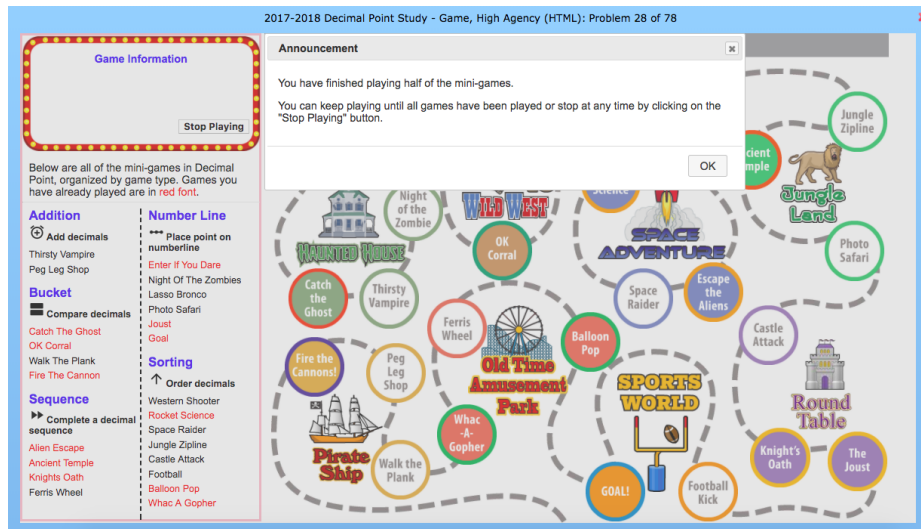 2017-2018 Decimal Point Study - Game, High Agency (HTML): Problem 28 of 78
Game Information
Stop Playing
Announcement
You have finished playing half of the mini-games.
You can keep playing until all games have been played or stop at any time by clicking on the
"Stop Playing" button.
OK
Below are all of the mini-games in Decimal
Point, organized by game type. Games you
have already played are in red font.
Addition
Add decimals
Thirsty Vampire
Peg Leg Shop
Bucket
Compare decimals
Catch The Ghost
OK Corral
Walk The Plank
Fire The Cannon
Sequence
Complete a decimal
sequence
Alien Escape
Ancient Temple
Knights Oath
Ferris Wheel
Number Line
Place point on
numberline
Enter If You Dare
Night Of The Zombies
Lasso Bronco
Photo Safari
Joust
Goal
Sorting
Order decimals
Western Shooter
Rocket Science
Space Raider
Jungle Zipline
Castle Attack
Football
Balloon Pop
Whac A Gopher
Night
of the
Zombie
HAUNTED HOUSE
Catch
the
Ghost
Thirsty
Vampire
WILD WEST
OK
Corral
Science
SPACE
ADVENTURE
Space
Raider
Escape
the
Aliens
Jungle
Zipline
Jungle
Land
Photo
Safari
Fire the
Cannons!
Peg
Leg
Shop
Pirate
Ship
Walk the
Plank
Ferris
Wheel
Old Time
Amusement
Park
Balloon
Pop
Whac
-A-
Gopher
SPORTS
WORLD
GOAL!
Football
Kick
Castle
Attack
Round
Table
Knight's
Oath
The
Joust